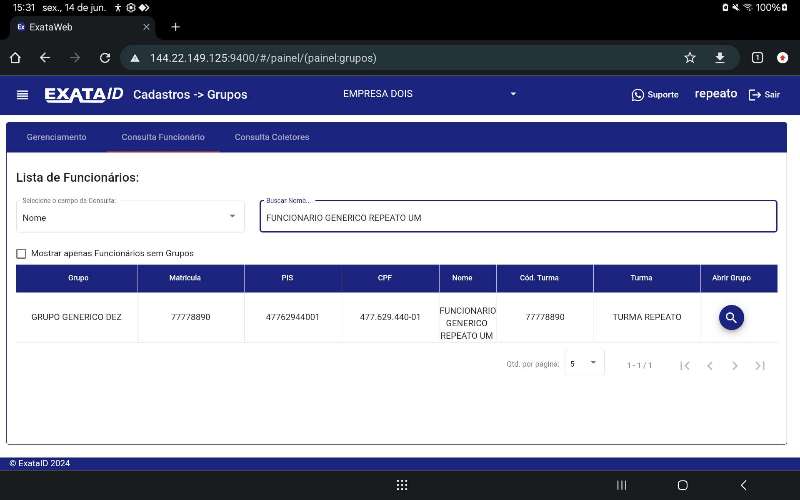 15:31 sex., 14 de jun.
100%
Ex ExataWeb
144.22.149.125:9400/#/painel/(painel:grupos)
1
EXATAID Cadastros -> Grupos
EMPRESA DOIS
Suporte
repeato
Sair
Gerenciamento Consulta Funcionário Consulta Coletores
Lista de Funcionários:
Selecione o campo da Consulta:
Nome
Buscar Nome...
FUNCIONARIO GENERICO REPEATO UM
Mostrar apenas Funcionários sem Grupos
Grupo Matrícula PIS CPF Nome Cód. Turma Turma Abrir Grupo
GRUPO GENERICO DEZ 77778890 47762944001 477.629.440-01 FUNCIONARIO GENERICO REPEATO UM 77778890 TURMA REPEATO
Qtd. por página: 5 1 - 1 / 1
© ExataID 2024